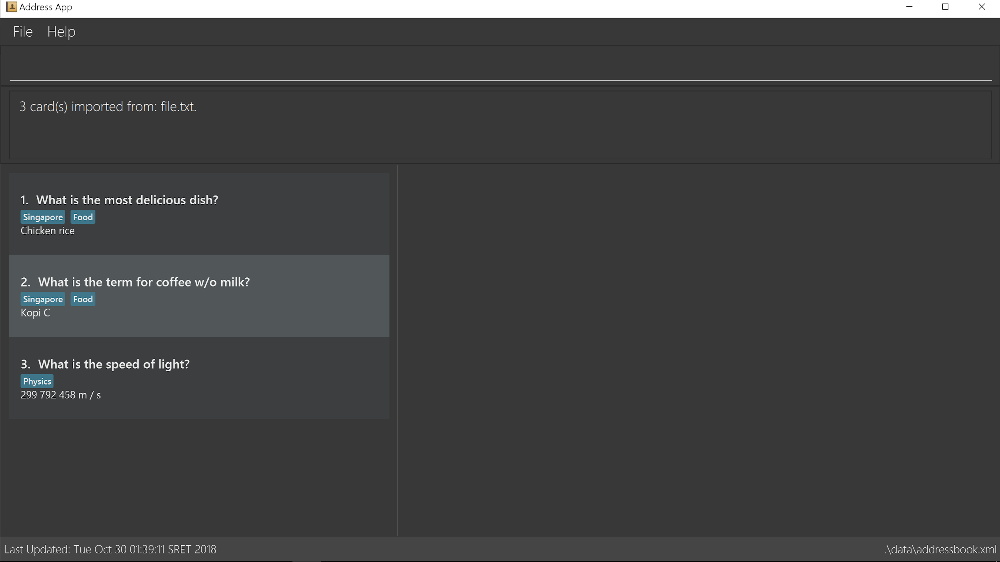 Address App
File Help
3 card(s) imported from: file.txt.
1. What is the most delicious dish?
Singapore Food
Chicken rice
2. What is the term for coffee w/o milk?
Singapore Food
Kopi C
3. What is the speed of light?
Physics
299 792 458 m / s
Last Updated: Tue Oct 30 01:39:11 SRET 2018 .\data\addressbook.xml